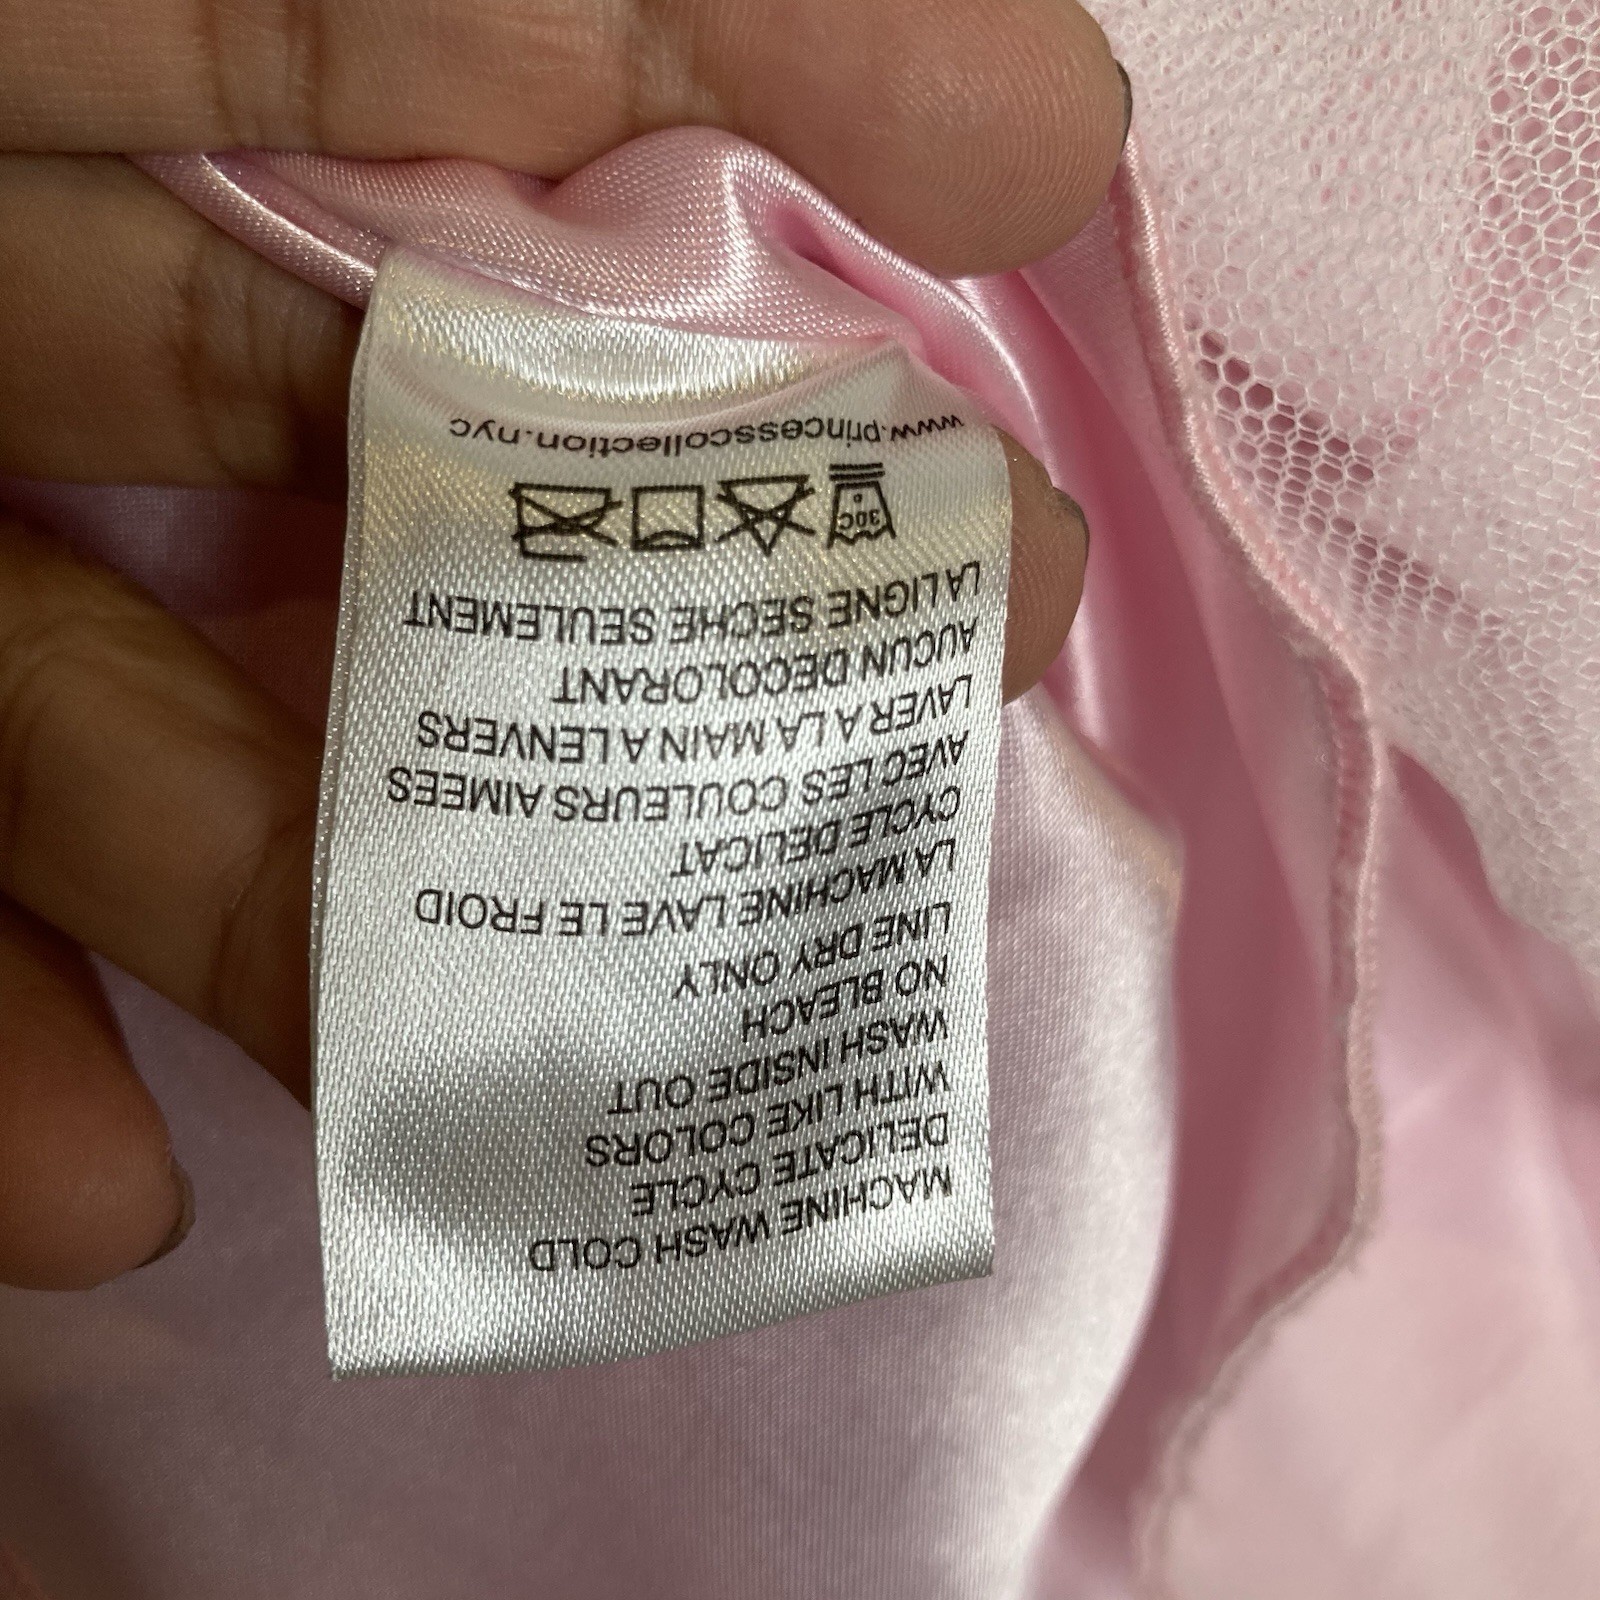 MACHINE WASH COLD
DELICATE CYCLE
WITH LIKE COLORS
WASH INSIDE OUT
NO BLEACH
LINE DRY ONLY
LA MACHINE LAVE LE FROID
CYCLE DELICAT
AVEC LES COULEURS AIMEES
LAVER A LA MAIN A LENVERS
AUCUN DECOLORANT
LA LIGNE SECHE SEULEMENT
30C
www.princesscollection.nyc